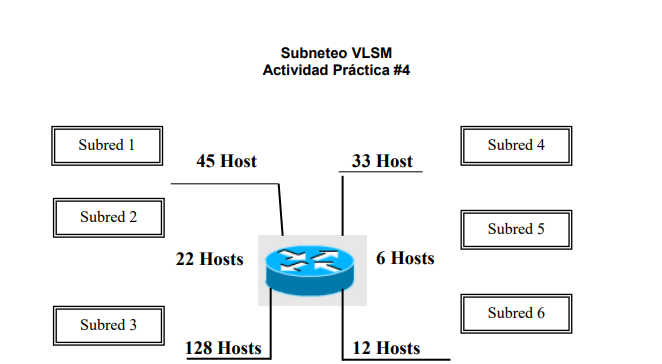 Subneteo VLSM
Actividad Práctica #4
Subred 1
45 Host
33 Host
Subred 4
Subred 2
22 Hosts
6 Hosts
Subred 5
Subred 3
128 Hosts
12 Hosts
Subred 6